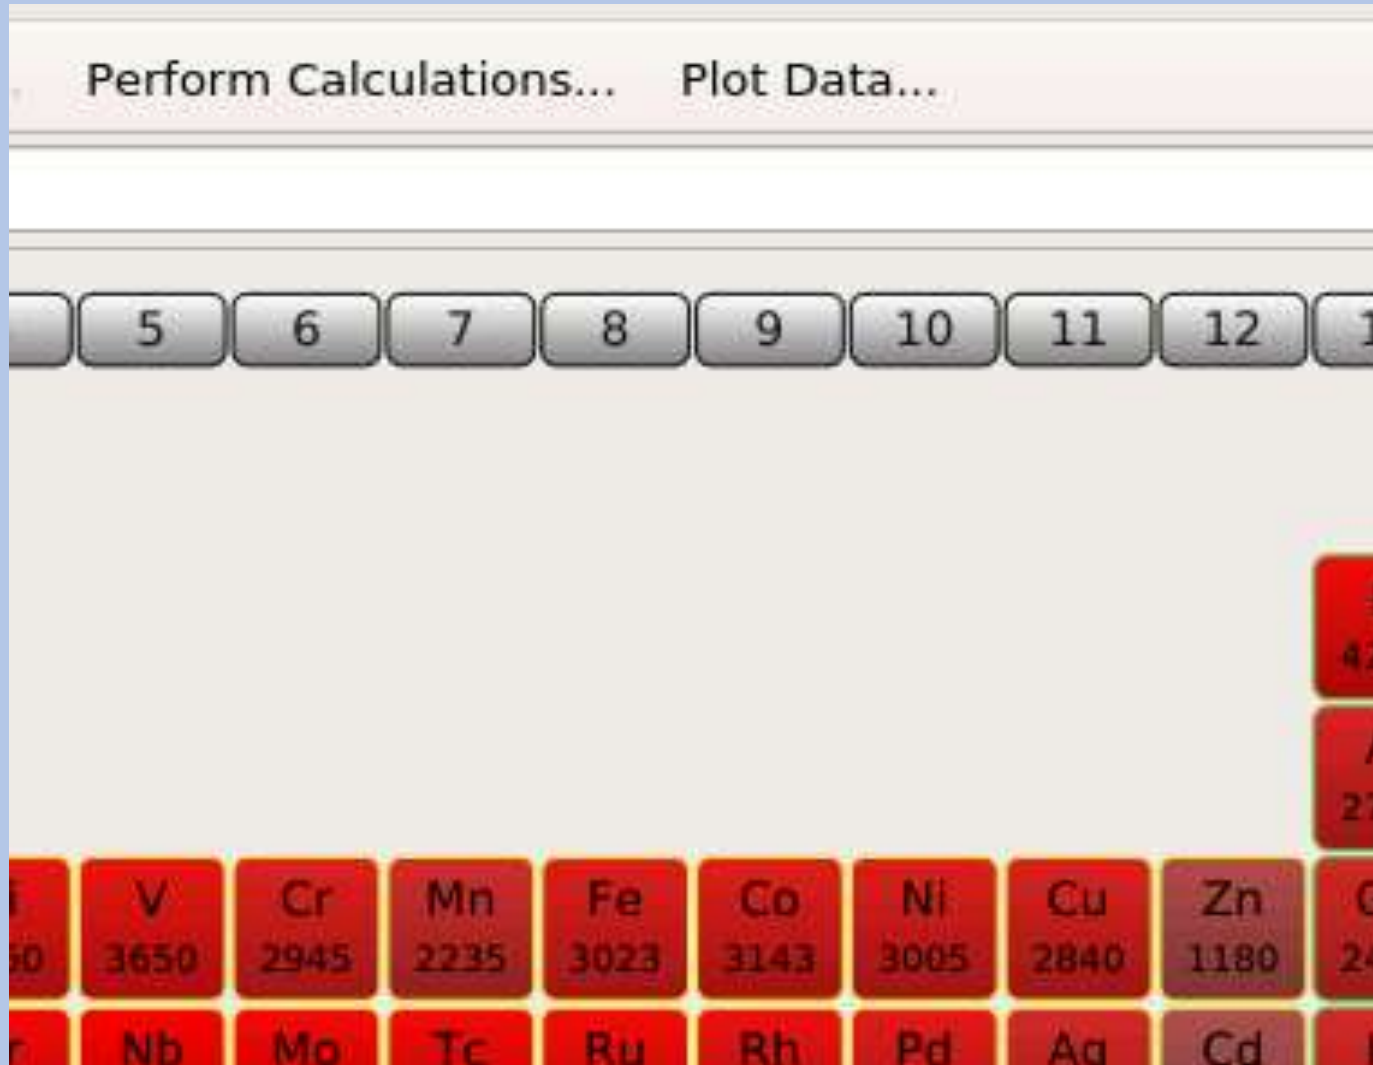 Perform Calculations... Plot Data...
5 6 7 8 9 10 11 12
V Cr Mn Fe Co Ni Cu Zn
3650 2945 2235 3023 3143 3005 2840 1180
Nb Mo Tc Ru Rh Pd Ag Cd